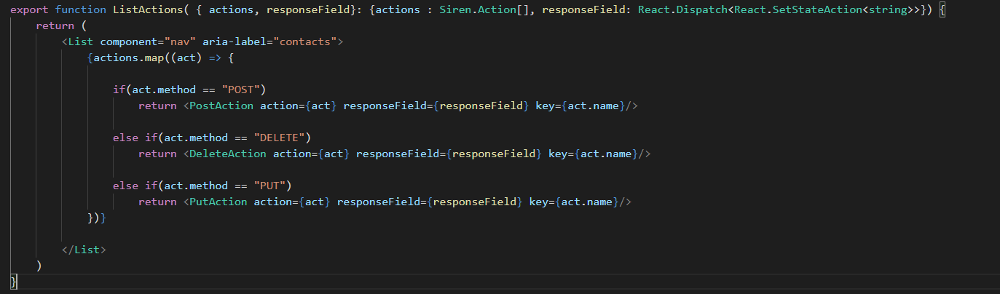 export function ListActions( { actions, responseField}: {actions : Siren.Action[], responseField: React.Dispatch<React.SetStateAction<string>>}) {
return (
<List component="nav" aria-label="contacts">
{actions.map((act) => {
if(act.method == "POST")
return <PostAction action={act} responseField={responseField} key={act.name}/>
else if(act.method == "DELETE")
return <DeleteAction action={act} responseField={responseField} key={act.name}/>
else if(act.method == "PUT")
return <PutAction action={act} responseField={responseField} key={act.name}/>
})}
</List>
)
}